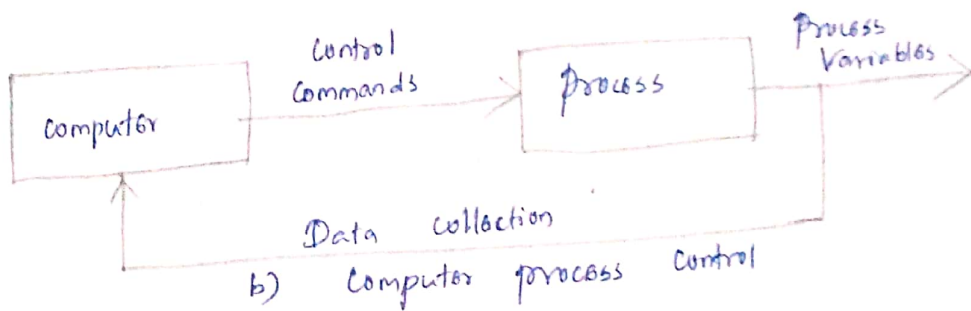 Computer
Control
Commands
Process
Process
Variables
Data collection
b) Computer process control